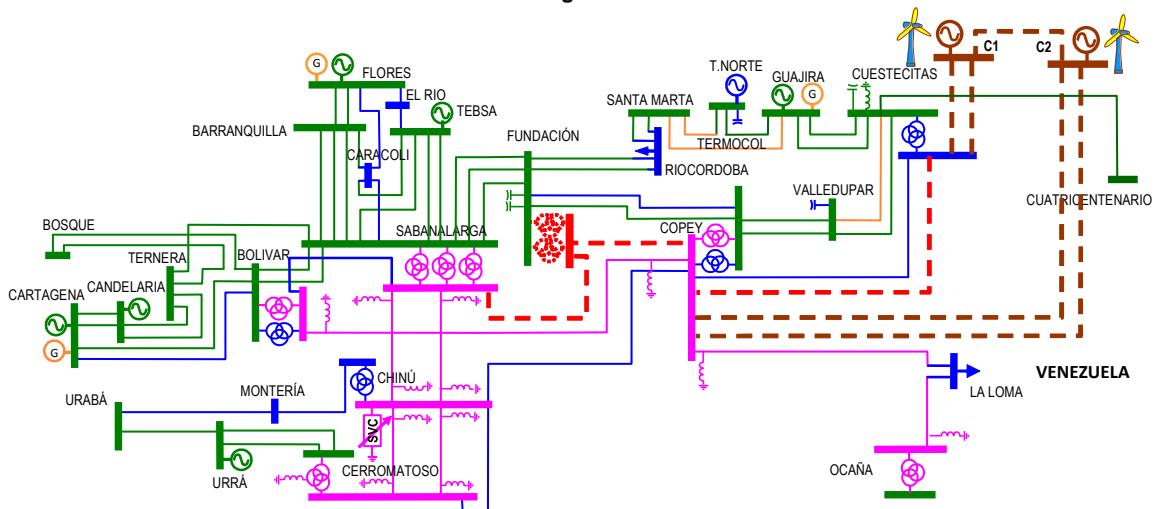 C1
C2
G
FLORES
T.NORTE
GUAJIRA
G
CUESTECITAS
EL RIO
TEBSA
SANTA MARTA
FUNDACIÓN
BARRANQUILLA
CARACOLI
TERMOCOL
RIOCORDOBA
VALLEDUPAR
CUATRICENTENARIO
BOSQUE
SABANALARGA
COPEY
TERNERA
BOLIVAR
CARTAGENA
CANDELARIA
G
CHINÚ
VENEZUELA
MONTERÍA
LA LOMA
URABÁ
SVC
CERROMATOSO
OCAÑA
URRÁ